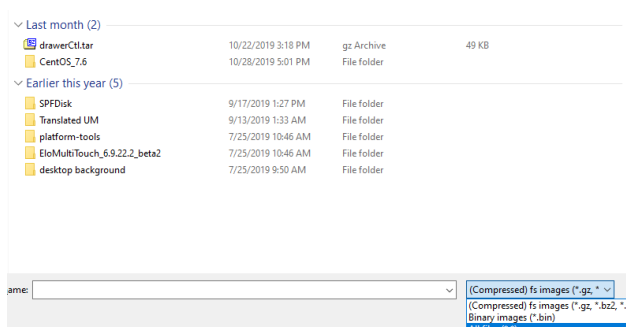 Last month (2)
drawerCtl.tar 10/22/2019 3:18 PM gz Archive 49 KB
CentOS_7.6 10/28/2019 5:01 PM File folder
Earlier this year (5)
SPFDisk 9/17/2019 1:27 PM File folder
Translated UM 9/13/2019 1:33 AM File folder
platform-tools 7/25/2019 10:46 AM File folder
EloMultiTouch_6.9.22.2_beta2 7/25/2019 10:46 AM File folder
desktop background 7/25/2019 9:50 AM File folder
ame: (Compressed) fs images (*.gz, *
(Compressed) fs images (*.gz, *.bz2, *.
Binary images (*.bin)